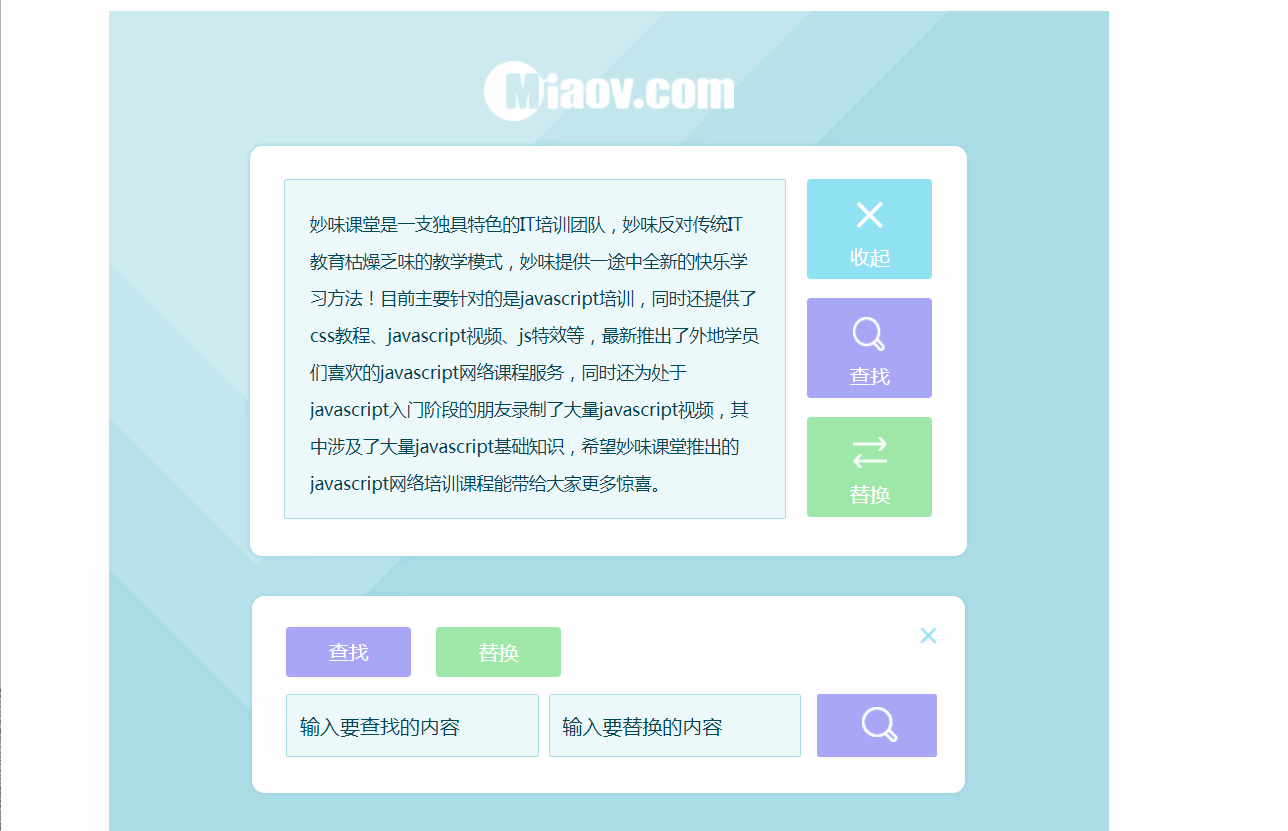 Miaov.com
妙味课堂是一支独具特色的IT培训团队，妙味反对传统IT
教育枯燥乏味的教学模式，妙味提供一途中全新的快乐学
习方法！目前主要针对的是javascript培训，同时还提供了
css教程、javascript视频、js特效等，最新推出了外地学员
们喜欢的javascript网络课程服务，同时还为处于
javascript入门阶段的朋友录制了大量javascript视频，其
中涉及了大量javascript基础知识，希望妙味课堂推出的
javascript网络培训课程能带给大家更多惊喜。
收起
查找
替换
查找
替换
输入要查找的内容
输入要替换的内容